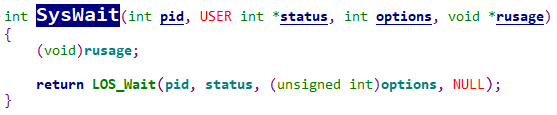 int SysWait(int pid, USER int *status, int options, void *rusage)
{
    (void)rusage;

    return LOS_Wait(pid, status, (unsigned int)options, NULL);
}